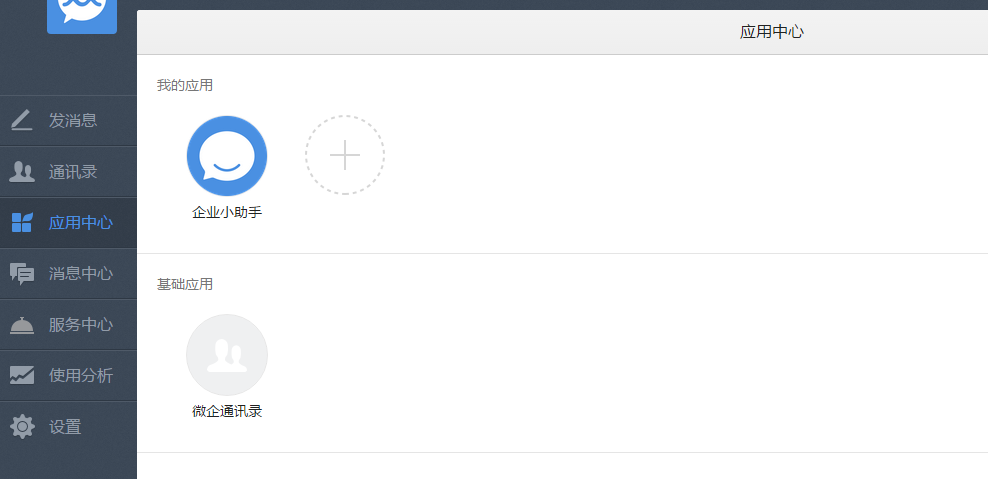 应用中心
发消息
通讯录
应用中心
消息中心
服务中心
使用分析
设置
我的应用
企业小助手
基础应用
微企通讯录